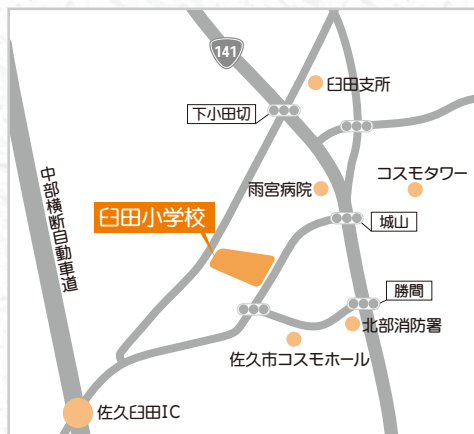 141
臼田支所
下小田切
コスモタワー
雨宮病院
中部横断自動車道
臼田小学校
城山
勝間
北部消防署
佐久市コスモホール
佐久臼田IC